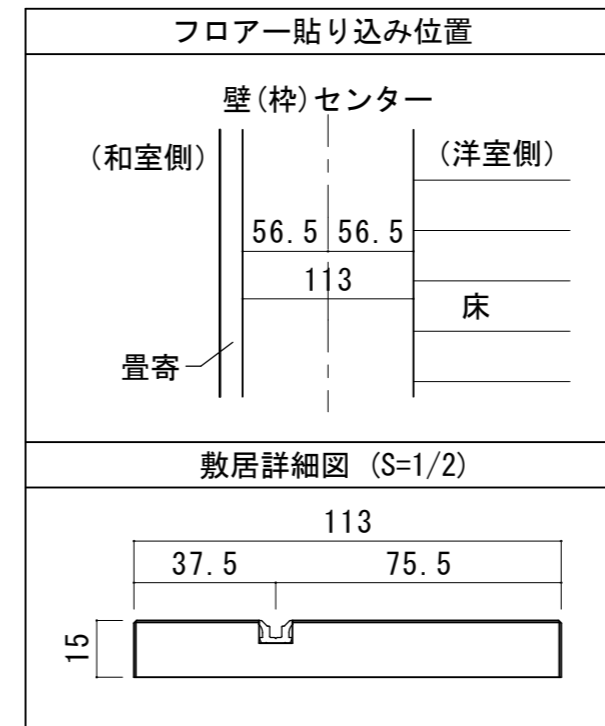 フロアー貼り込み位置
壁(枠)センター
(和室側)
(洋室側)
56.5 56.5
113
床
畳寄
敷居詳細図 (S=1/2)
113
37.5 75.5
15